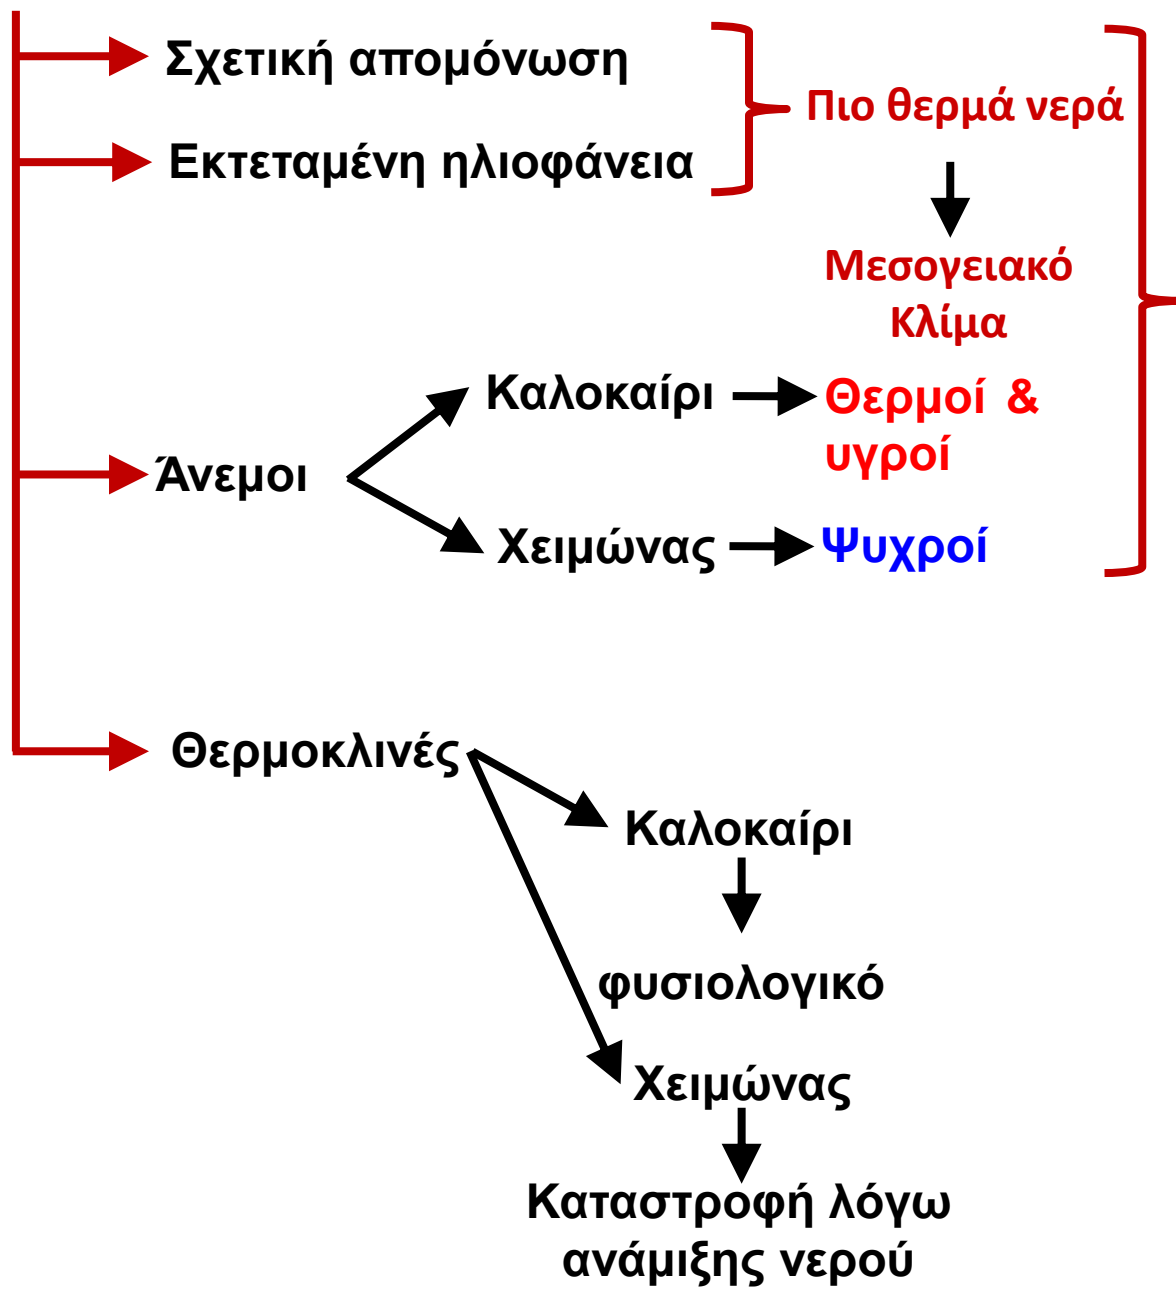 Σχετική απομόνωση
Εκτεταμένη ηλιοφάνεια
Πιο θερμά νερά
Μεσογειακό
Κλίμα
Άνεμοι
Καλοκαίρι
Θερμοί &
υγροί
Χειμώνας
Ψυχροί
Θερμοκλινές
Καλοκαίρι
φυσιολογικό
Χειμώνας
Καταστροφή λόγω
ανάμιξης νερού